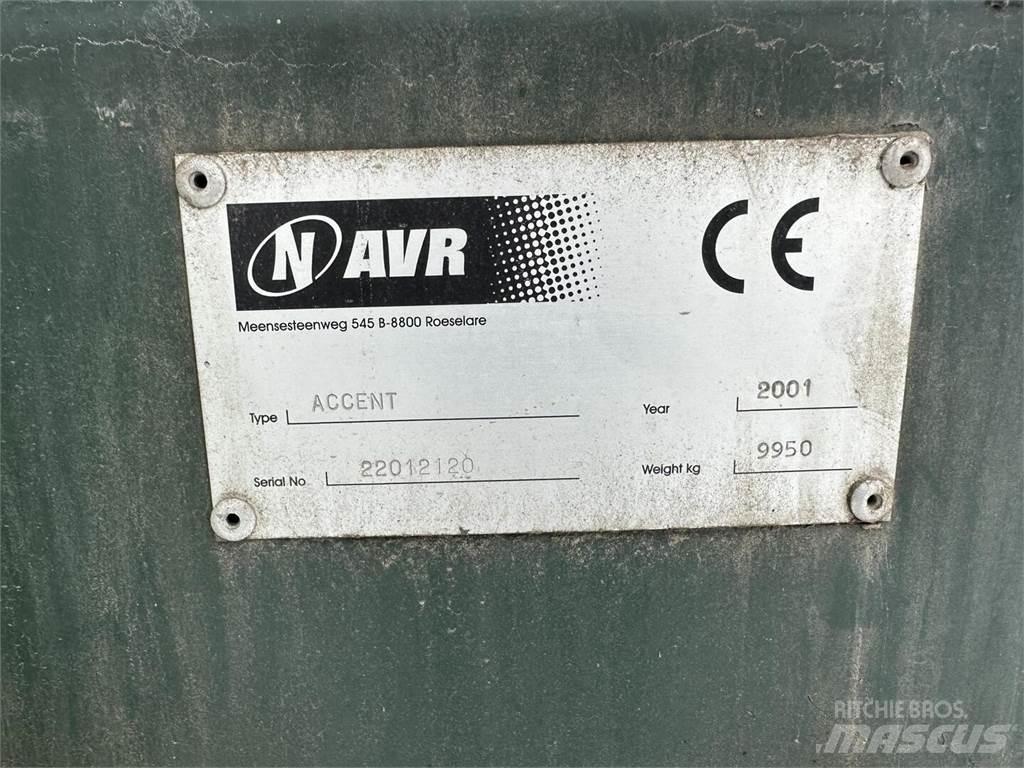 N AVR
CE
Meensesteenweg 545 B-8800 Roeselare
Type ACCENT
Year 2001
Serial No 22012120
Weight kg 9950
RITCHIE BROS.
MASCUS